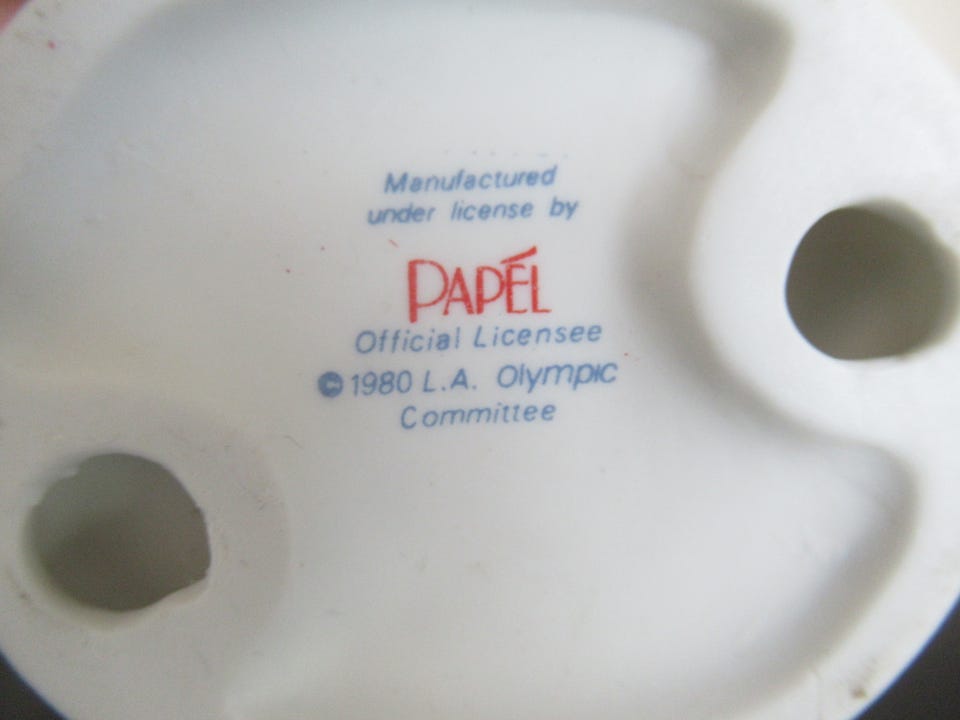 Manufactured
under license by
PAPÉL
Official Licensee
© 1980 L.A. Olympic
Committee